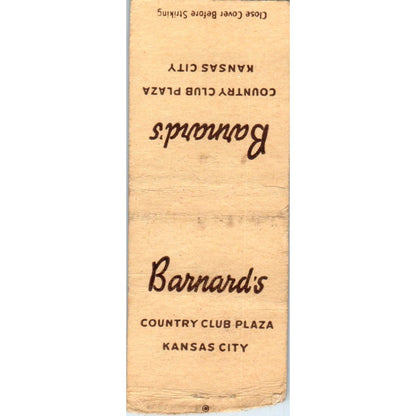 Close Cover Before Striking
KANSAS CITY
COUNTRY CLUB PLAZA
Barnard's
Barnard's
COUNTRY CLUB PLAZA
KANSAS CITY